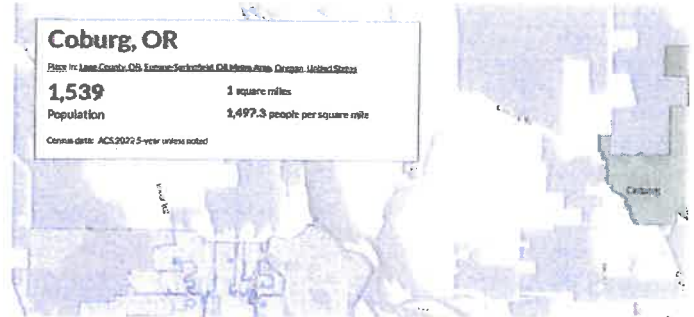 Coburg, OR
Place in: Lane County, OR, Eugene-Springfield, OR Metro Area, Oregon, United States
1,539
Population
1 square miles
1,497.3 people per square mile
Census data: ACS 2022 5-year unless noted
Coburg